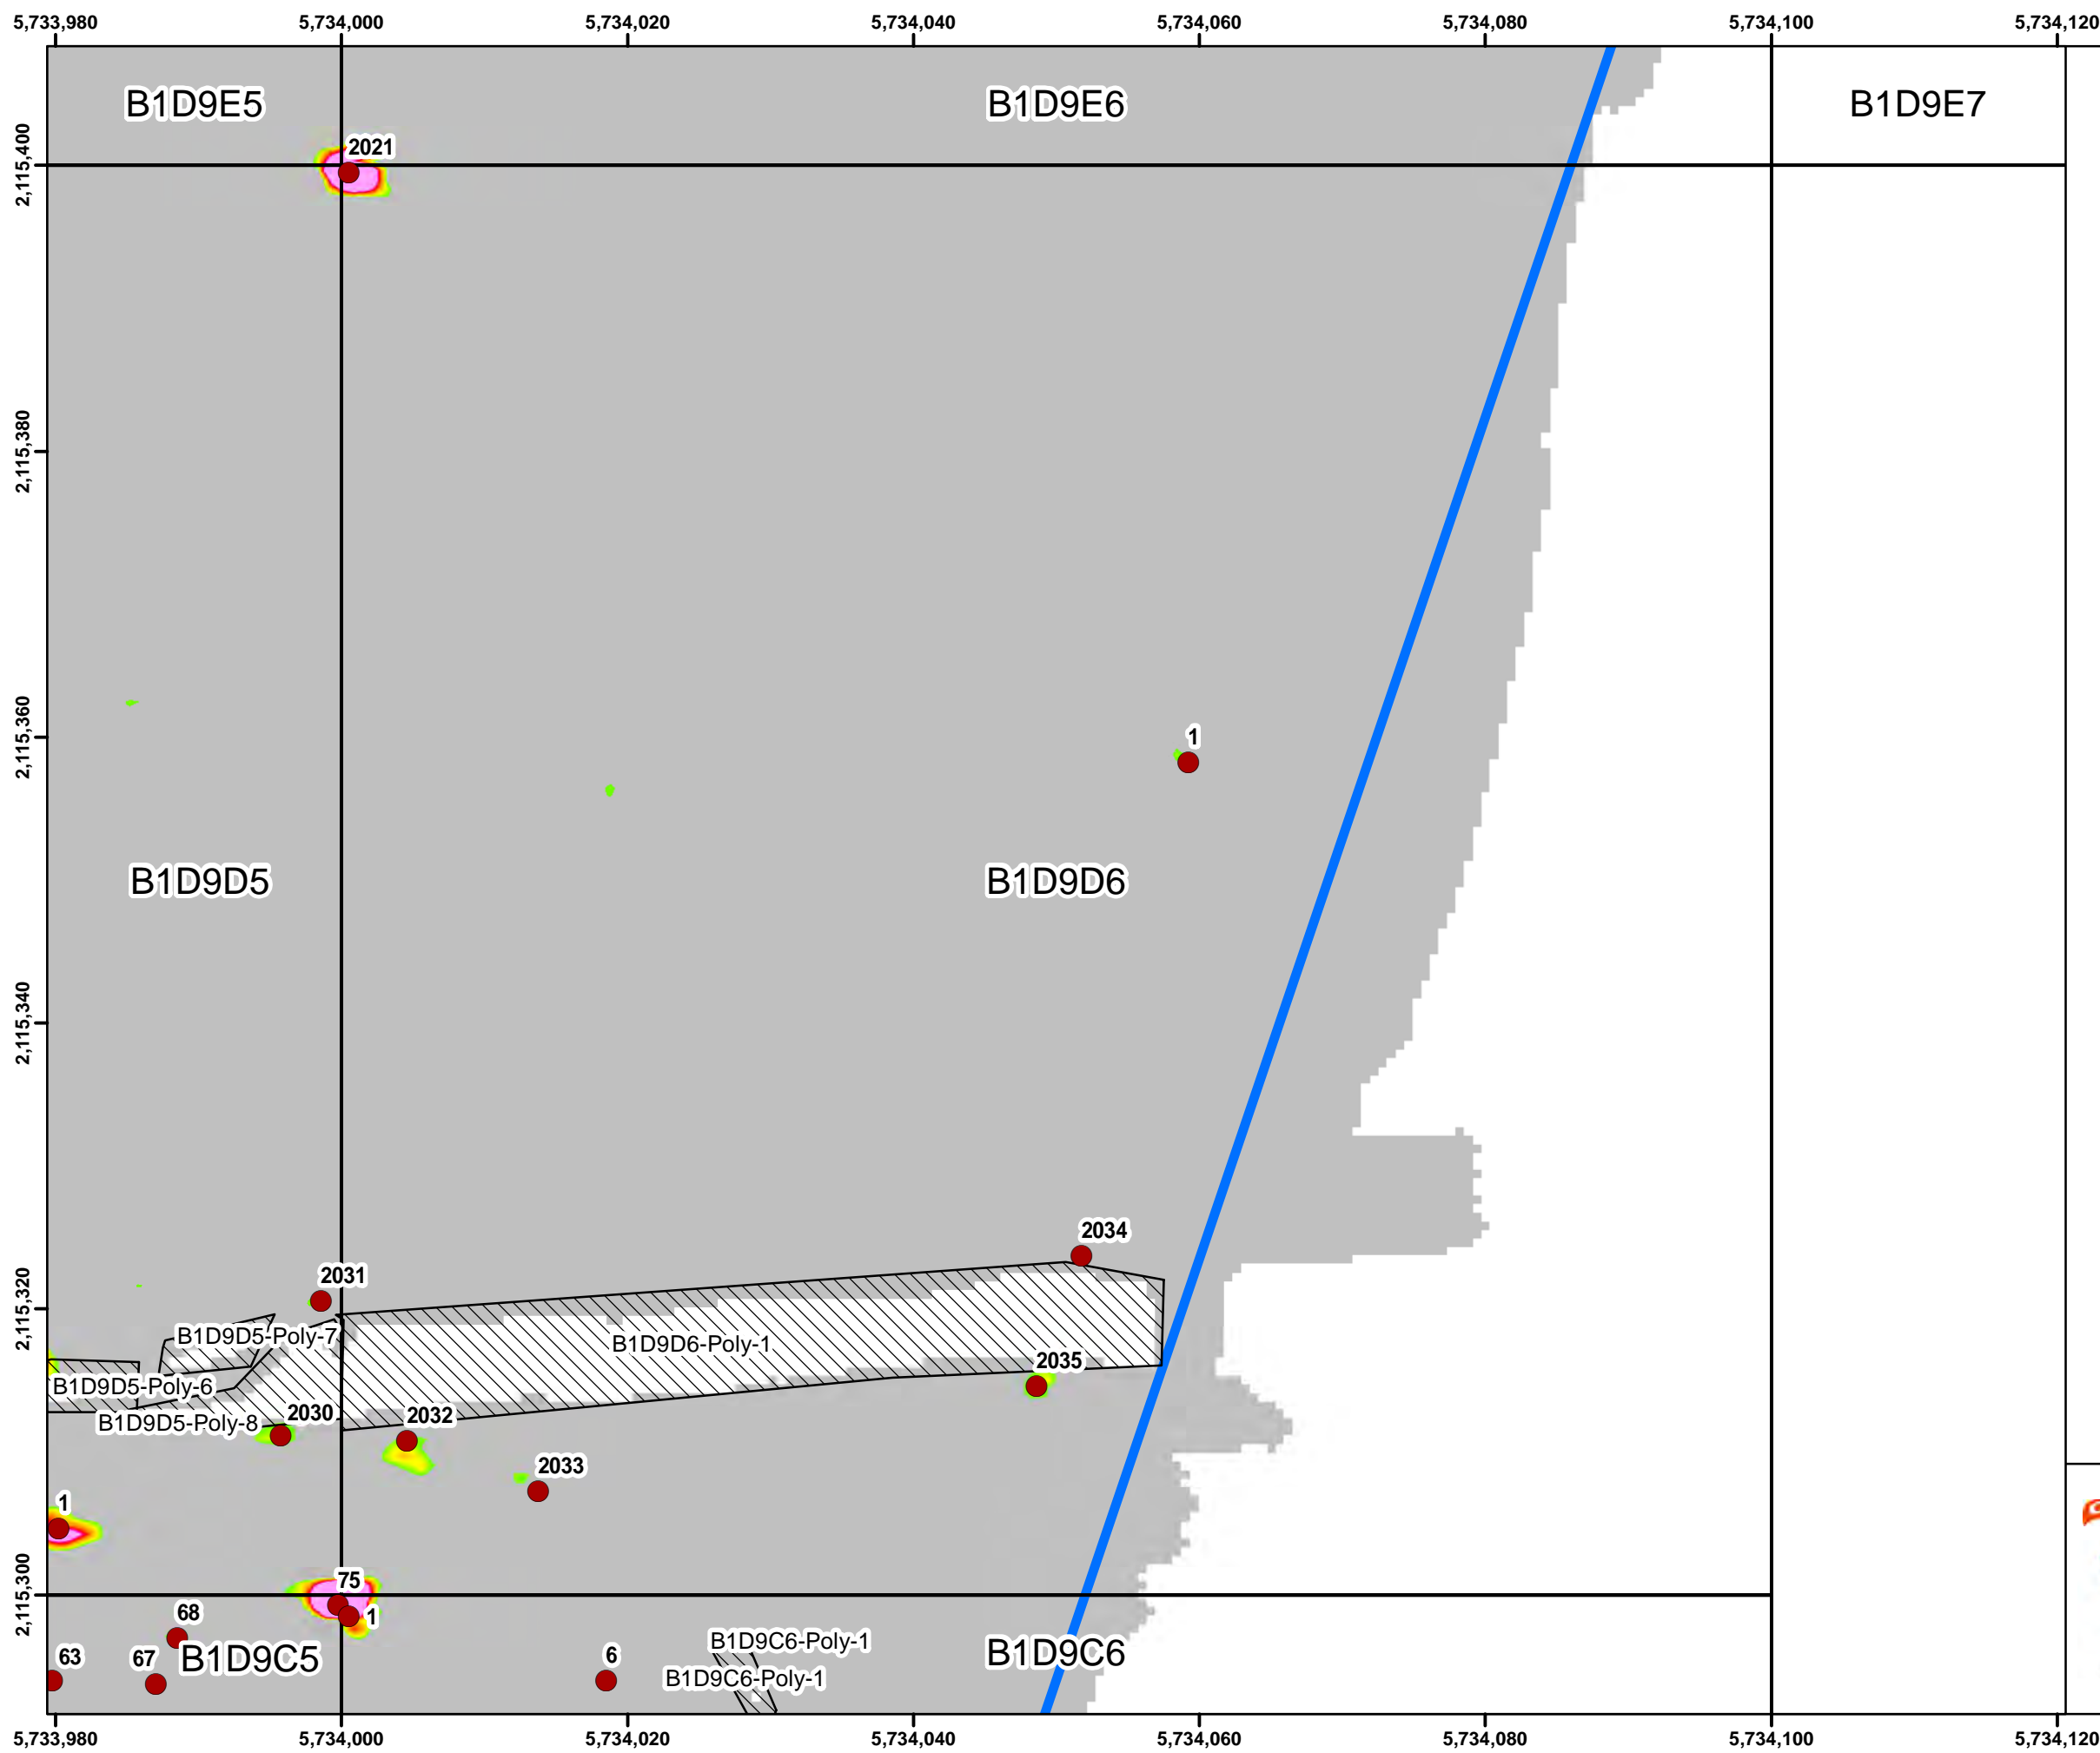 5,733,980 5,734,000 5,734,020 5,734,040 5,734,060 5,734,080 5,734,100 5,734,120
B1D9E5 B1D9E6 B1D9E7
2021
2,115,400
2,115,380
1
2,115,360
B1D9D5 B1D9D6
2,115,340
2034
2031
2,115,320
B1D9D5-Poly-7 B1D9D6-Poly-1
2035
B1D9D5-Poly-6
2030 2032
B1D9D5-Poly-8
2033
1
75
2,115,300
68 1
B1D9C6-Poly-1
63 67 B1D9C5 6 B1D9C6
B1D9C6-Poly-1
5,733,980 5,734,000 5,734,020 5,734,040 5,734,060 5,734,080 5,734,100 5,734,120